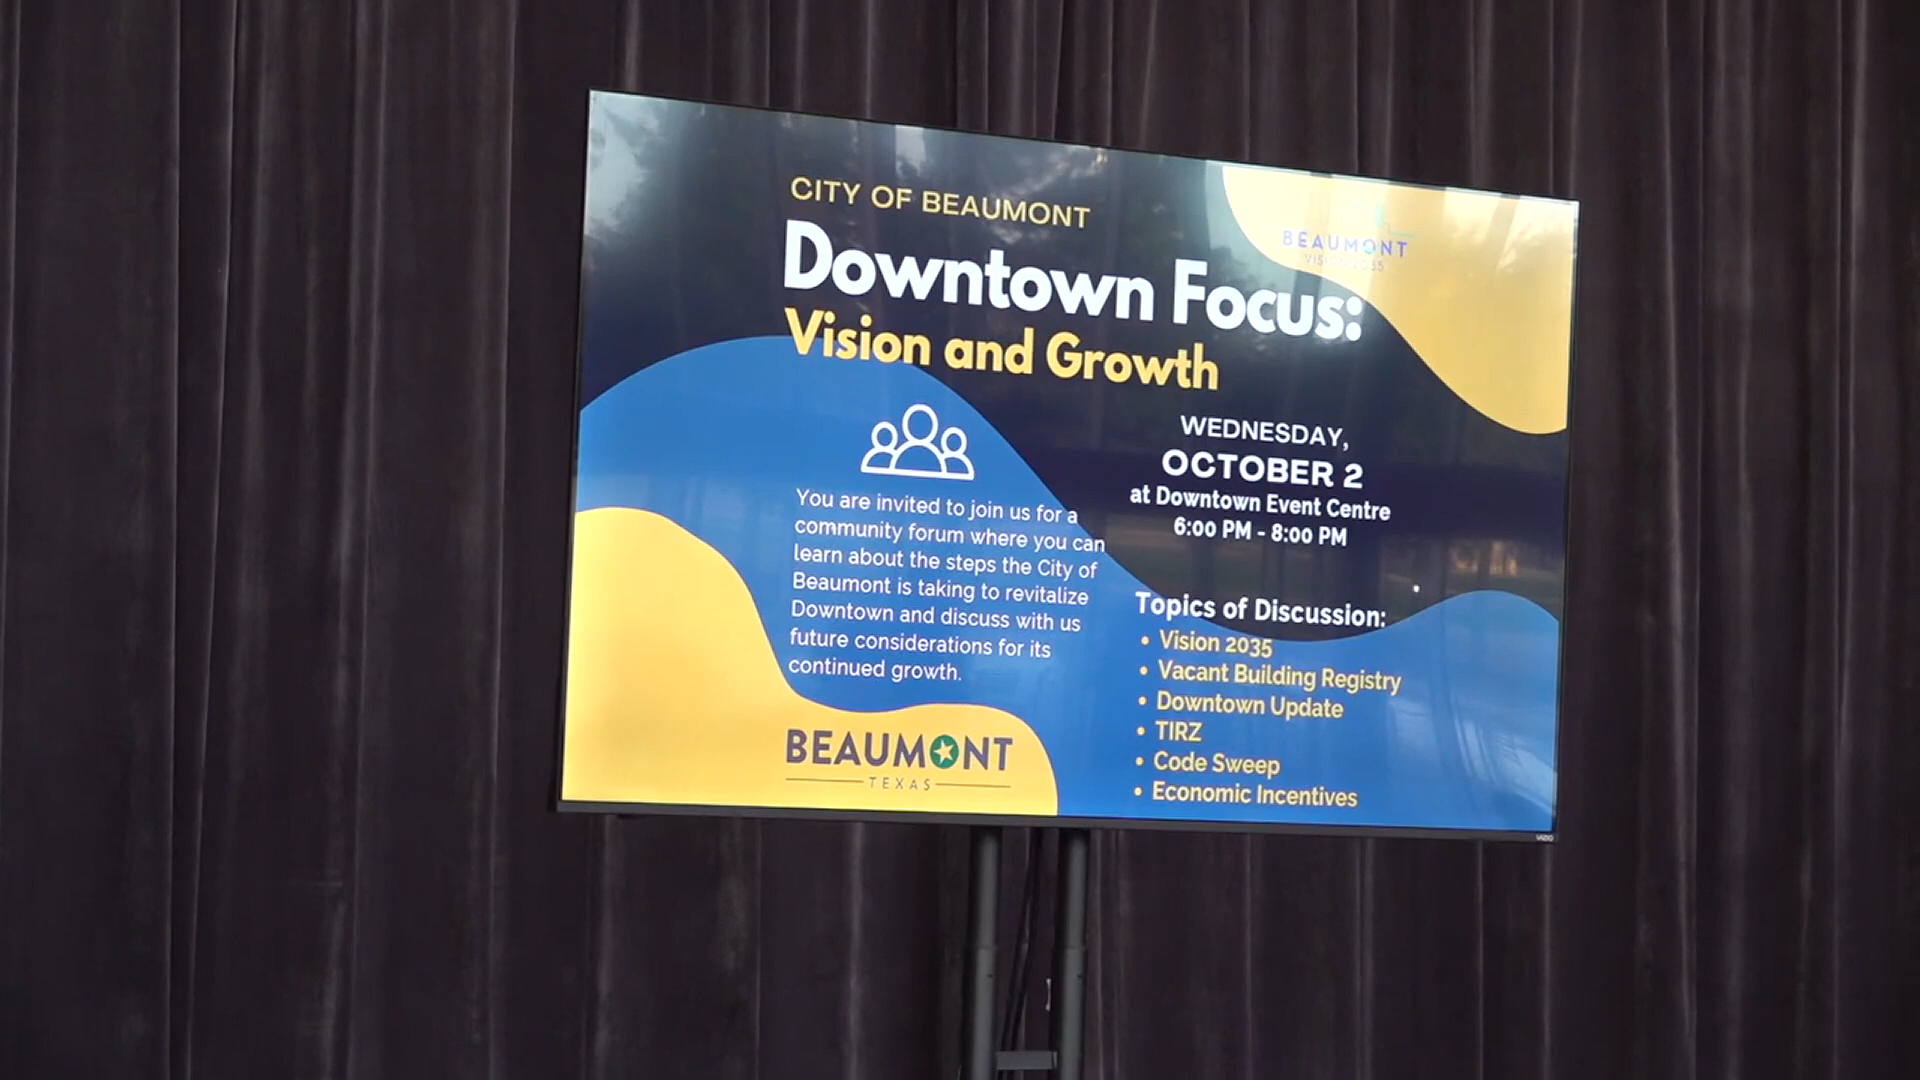 CITY OF BEAUMONT
Downtown Focus:
Vision and Growth
BEAUMONT
VISION 2035
You are invited to join us for a
community forum where you can
learn about the steps the City of
Beaumont is taking to revitalize
Downtown and discuss with us
future considerations for its
continued growth.
WEDNESDAY,
OCTOBER 2
at Downtown Event Centre
6:00 PM - 8:00 PM
Topics of Discussion:
• Vision 2035
• Vacant Building Registry
• Downtown Update
• TIRZ
• Code Sweep
• Economic Incentives
BEAUMONT
TEXAS
VIZIO